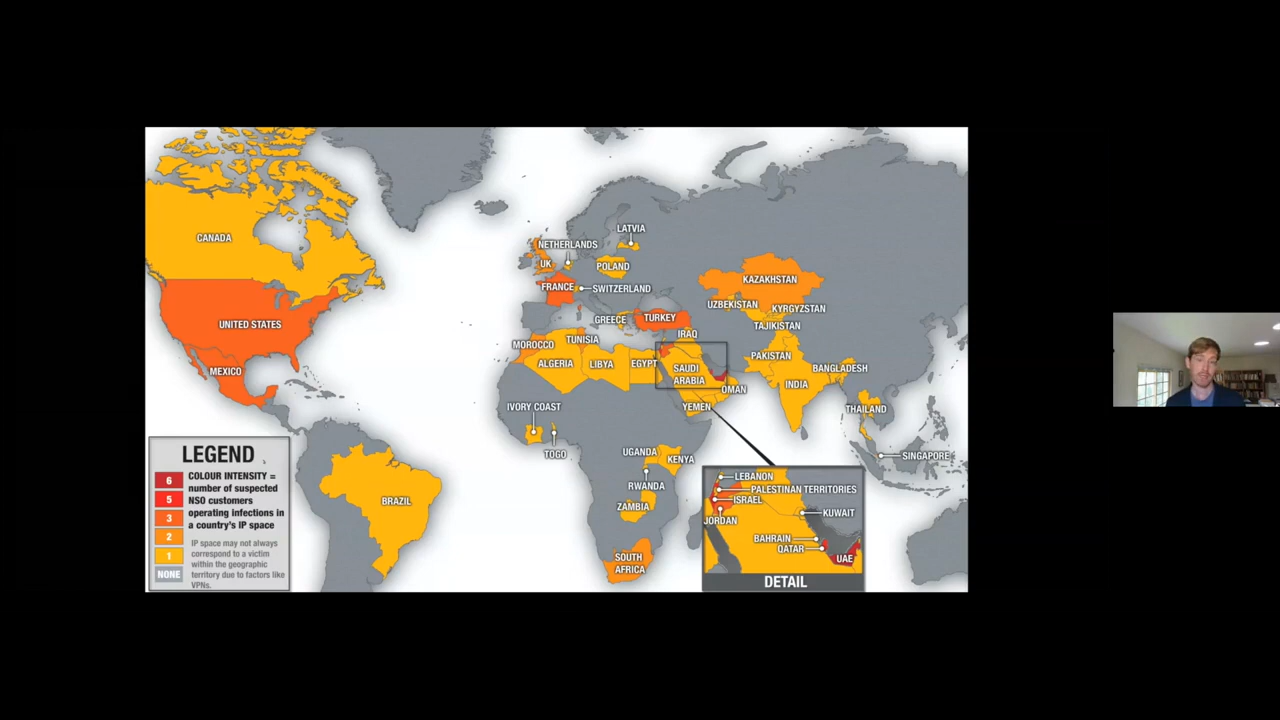 CANADA
UNITED STATES
MEXICO
BRAZIL
LATVIA
NETHERLANDS
UK
POLAND
FRANCE
SWITZERLAND
GREECE
TURKEY
KAZAKHSTAN
UZBEKISTAN
KYRGYZSTAN
TAJIKISTAN
MOROCCO
TUNISIA
ALGERIA
LIBYA
EGYPT
IRAQ
SAUDI
ARABIA
OMAN
YEMEN
PAKISTAN
INDIA
BANGLADESH
THAILAND
SINGAPORE
IVORY COAST
TOGO
UGANDA
KENYA
RWANDA
ZAMBIA
SOUTH
AFRICA
LEGEND
6
5
3
2
1
NONE
COLOUR INTENSITY =
number of suspected
NSO customers
operating infections in
a country's IP space
IP space may not always
correspond to a victim
within the geographic
territory due to factors like
VPNs.
LEBANON
PALESTINAN TERRITORIES
ISRAEL
JORDAN
KUWAIT
BAHRAIN
QATAR
UAE
DETAIL